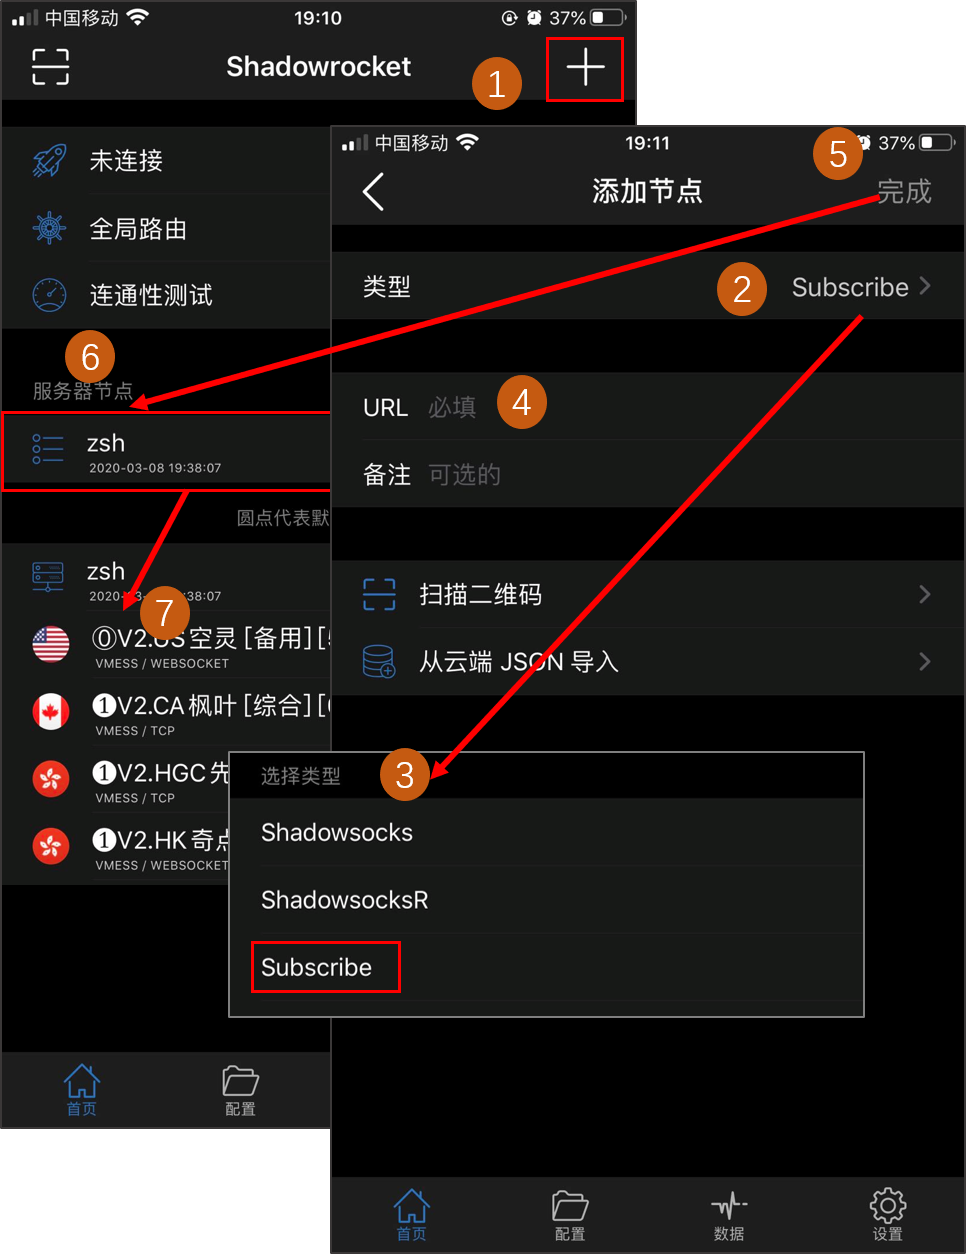 中国移动
19:10
37%
Shadowrocket
1
未连接
全局路由
连通性测试
6
服务器节点
zsh
2020-03-08 19:38:07
圆点代表默
zsh
7
⓪V2.US空灵[备用]
VMESS / WEBSOCKET
❶V2.CA 枫叶 [综合]
VMESS / TCP
❶V2.HGC 先
VMESS / TCP
❶V2.HK 奇点
VMESS / WEBSOCKET
首页
配置
中国移动
19:11
37%
5
添加节点
完成
类型
2
Subscribe
URL 必填
4
备注 可选的
扫描二维码
从云端 JSON 导入
选择类型
3
Shadowsocks
ShadowsocksR
Subscribe
首页
配置
数据
设置